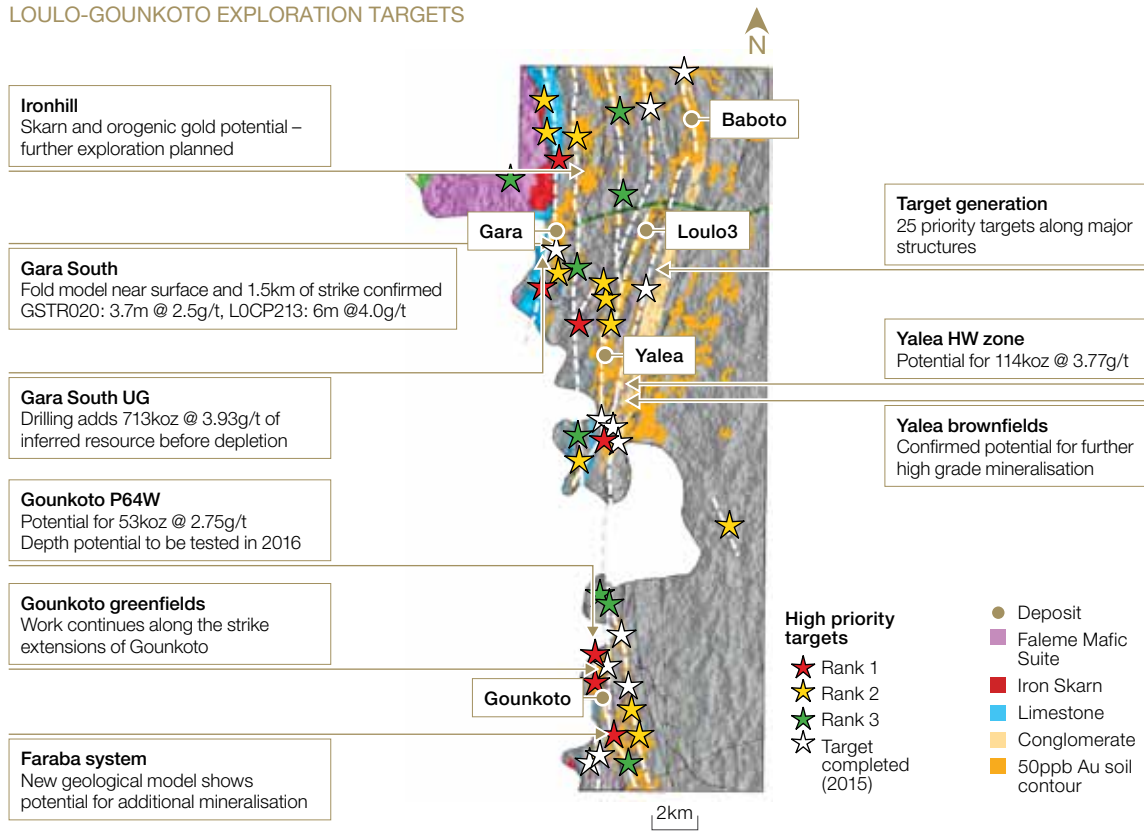 LOULO-GOUNKOTO EXPLORATION TARGETS
N
Ironhill
Skarn and orogenic gold potential –
further exploration planned
Gara South
Fold model near surface and 1.5km of strike confirmed
GSTR020: 3.7m @ 2.5g/t, L0CP213: 6m @4.0g/t
Gara South UG
Drilling adds 713koz @ 3.93g/t of
inferred resource before depletion
Gounkoto P64W
Potential for 53koz @ 2.75g/t
Depth potential to be tested in 2016
Gounkoto greenfields
Work continues along the strike
extensions of Gounkoto
Faraba system
New geological model shows
potential for additional mineralisation
Baboto
Gara
Loulo3
Yalea
Gounkoto
Target generation
25 priority targets along major
structures
Yalea HW zone
Potential for 114koz @ 3.77g/t
Yalea brownfields
Confirmed potential for further
high grade mineralisation
High priority
targets
Rank 1
Rank 2
Rank 3
Target
completed
(2015)
Deposit
Faleme Mafic
Suite
Iron Skarn
Limestone
Conglomerate
50ppb Au soil
contour
2km